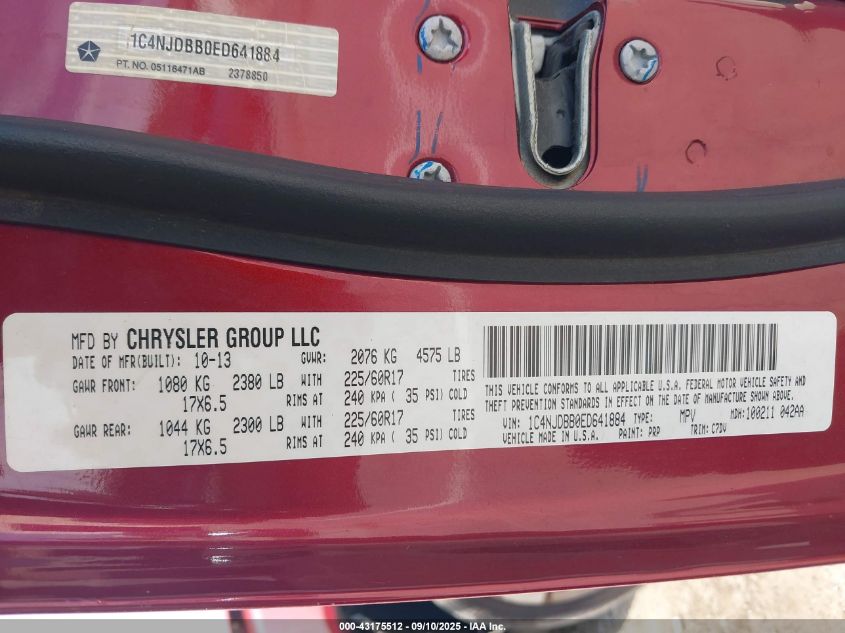 1C4NJDBB0ED641884
PT. NO. 05116471AB 2378850
MFD BY CHRYSLER GROUP LLC
DATE OF MFR(BUILT): 10-13 GVWR: 2076 KG 4575 LB
GAWR FRONT: 1080 KG 2380 LB WITH 225/60R17 TIRES
17X6.5 RIMS AT 240 KPA ( 35 PSI) COLD
GAWR REAR: 1044 KG 2300 LB WITH 225/60R17 TIRES
17X6.5 RIMS AT 240 KPA ( 35 PSI) COLD
THIS VEHICLE CONFORMS TO ALL APPLICABLE U.S.A. FEDERAL MOTOR VEHICLE SAFETY AND
THEFT PREVENTION STANDARDS IN EFFECT ON THE DATE OF MANUFACTURE SHOWN ABOVE.
VIN: 1C4NJDBB0ED641884 TYPE: MPV MDH:100211 042AA
VEHICLE MADE IN U.S.A. PAINT: PRP TRIM: C7DV
000-43175512 - 09/10/2025 - IAA Inc.